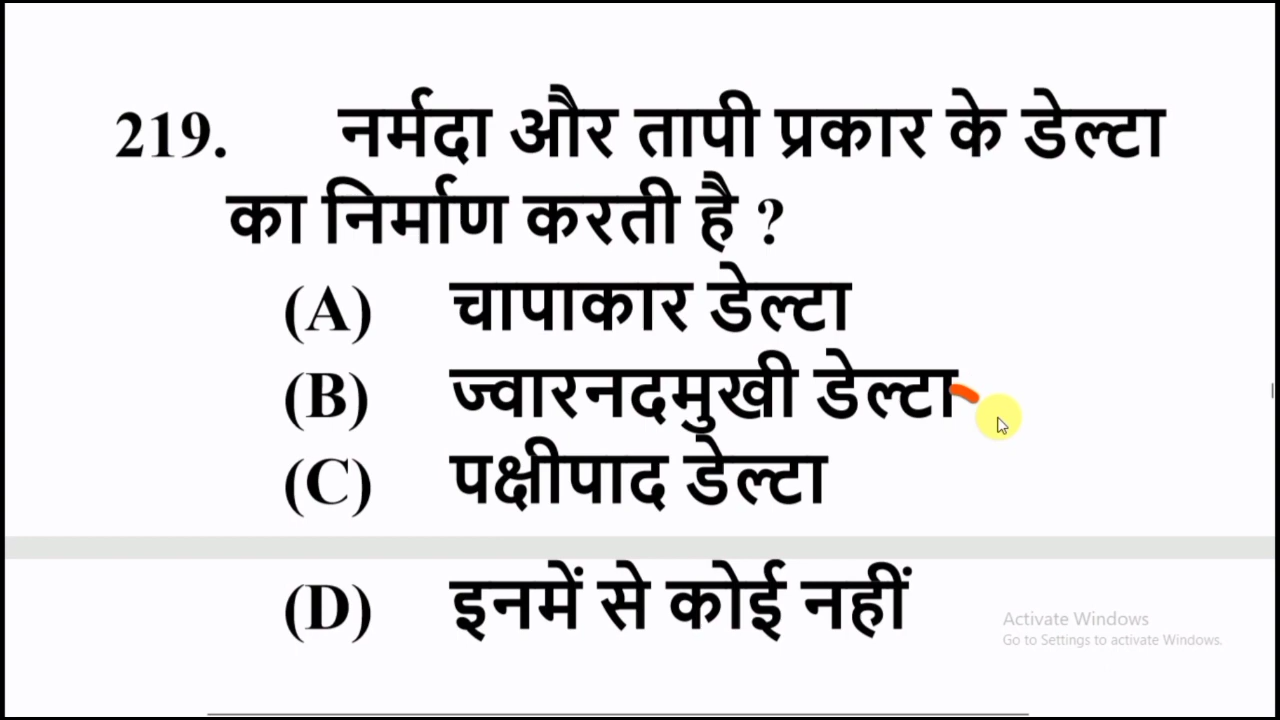 219. नर्मदा और तापी प्रकार के डेल्टा
का निर्माण करती है ?
(A) चापाकार डेल्टा
(B) ज्वारनदमुखी डेल्टा
(C) पक्षीपाद डेल्टा
(D) इनमें से कोई नहीं
Activate Windows
Go to Settings to activate Windows.